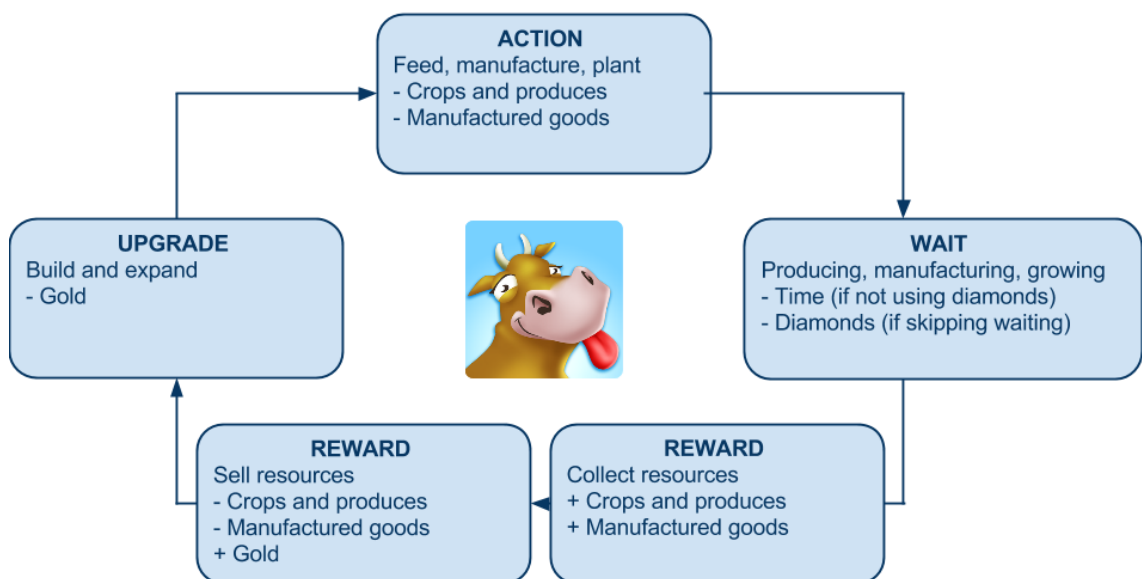 ACTION
Feed, manufacture, plant
- Crops and produces
- Manufactured goods
UPGRADE
Build and expand
- Gold
WAIT
Producing, manufacturing, growing
- Time (if not using diamonds)
- Diamonds (if skipping waiting)
REWARD
Sell resources
- Crops and produces
- Manufactured goods
+ Gold
REWARD
Collect resources
+ Crops and produces
+ Manufactured goods